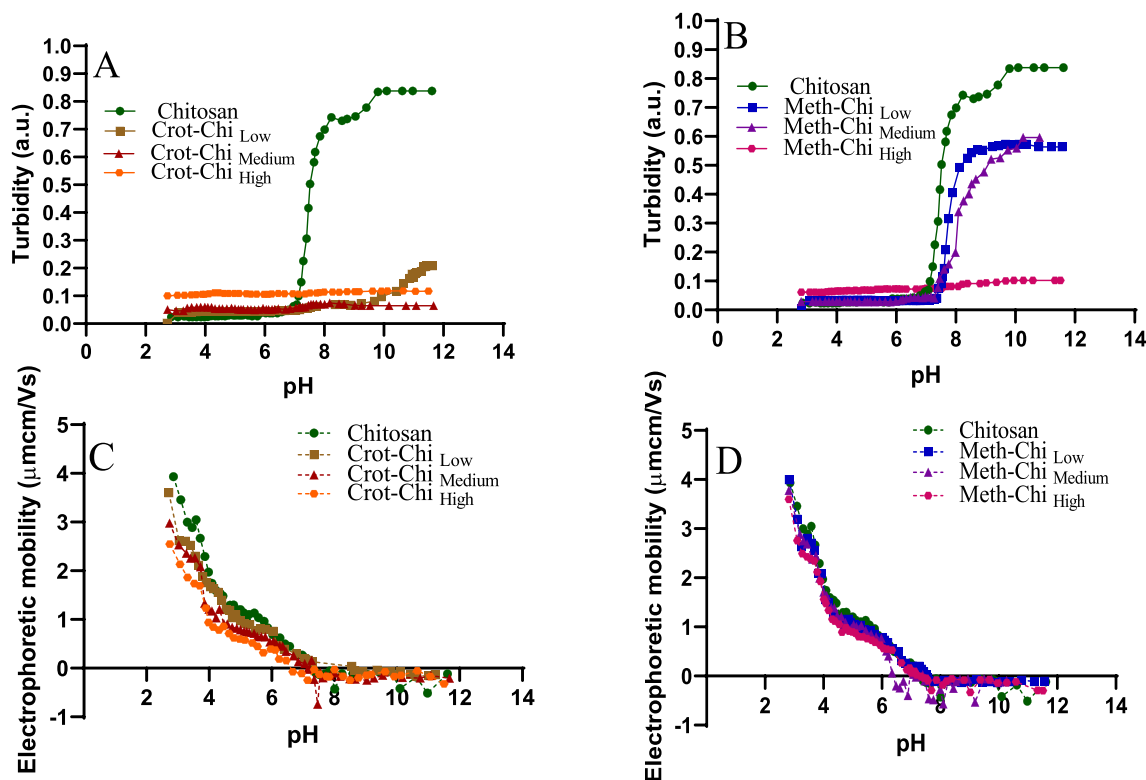 A
Turbidity (a.u.)
1.0
0.9
0.8
0.7
0.6
0.5
0.4
0.3
0.2
0.1
0.0
Chitosan
Crot-Chi Low
Crot-Chi Medium
Crot-Chi High
0 2 4 6 8 10 12 14
pH
B
Turbidity (a.u.)
1.0
0.9
0.8
0.7
0.6
0.5
0.4
0.3
0.2
0.1
0.0
Chitosan
Meth-Chi Low
Meth-Chi Medium
Meth-Chi High
0 2 4 6 8 10 12 14
pH
C
Electrophoretic mobility (μmcm/Vs)
5
4
3
2
1
0
-1
Chitosan
Crot-Chi Low
Crot-Chi Medium
Crot-Chi High
2 4 6 8 10 12 14
pH
D
Electrophoretic mobility (μmcm/Vs)
5
4
3
2
1
0
-1
Chitosan
Meth-Chi Low
Meth-Chi Medium
Meth-Chi High
2 4 6 8 10 12 14
pH